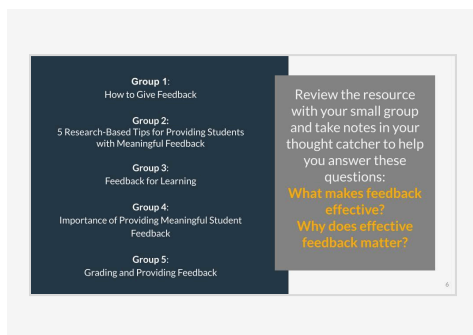 Group 1:
How to Give Feedback
Group 2:
5 Research-Based Tips for Providing Students
with Meaningful Feedback
Group 3:
Feedback for Learning
Group 4:
Importance of Providing Meaningful Student
Feedback
Group 5:
Grading and Providing Feedback
Review the resource
with your small group
and take notes in your
thought catcher to help
you answer these
questions:
What makes feedback
effective?
Why does effective
feedback matter?
6